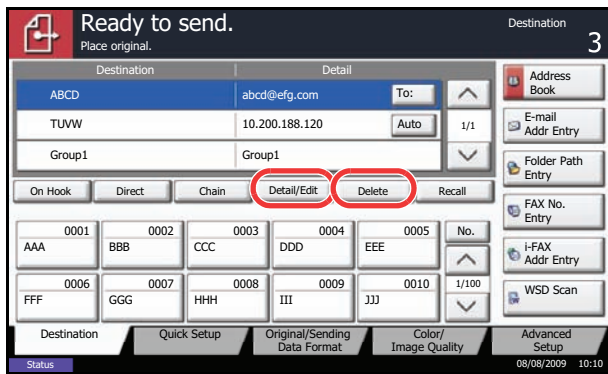 Ready to send.
Place original.
Destination
3
Destination Detail
ABCD abcd@efg.com To:
TUVW 10.200.188.120 Auto 1/1
Group1 Group1
On Hook Direct Chain Detail/Edit Delete Recall
0001 0002 0003 0004 0005 No.
AAA BBB CCC DDD EEE
0006 0007 0008 0009 0010 1/100
FFF GGG HHH III JJJ
Address
Book
E-mail
Addr Entry
Folder Path
Entry
FAX No.
Entry
i-FAX
Addr Entry
WSD Scan
Destination Quick Setup Original/Sending
Data Format Color/
Image Quality Advanced
Setup
Status 08/08/2009 10:10